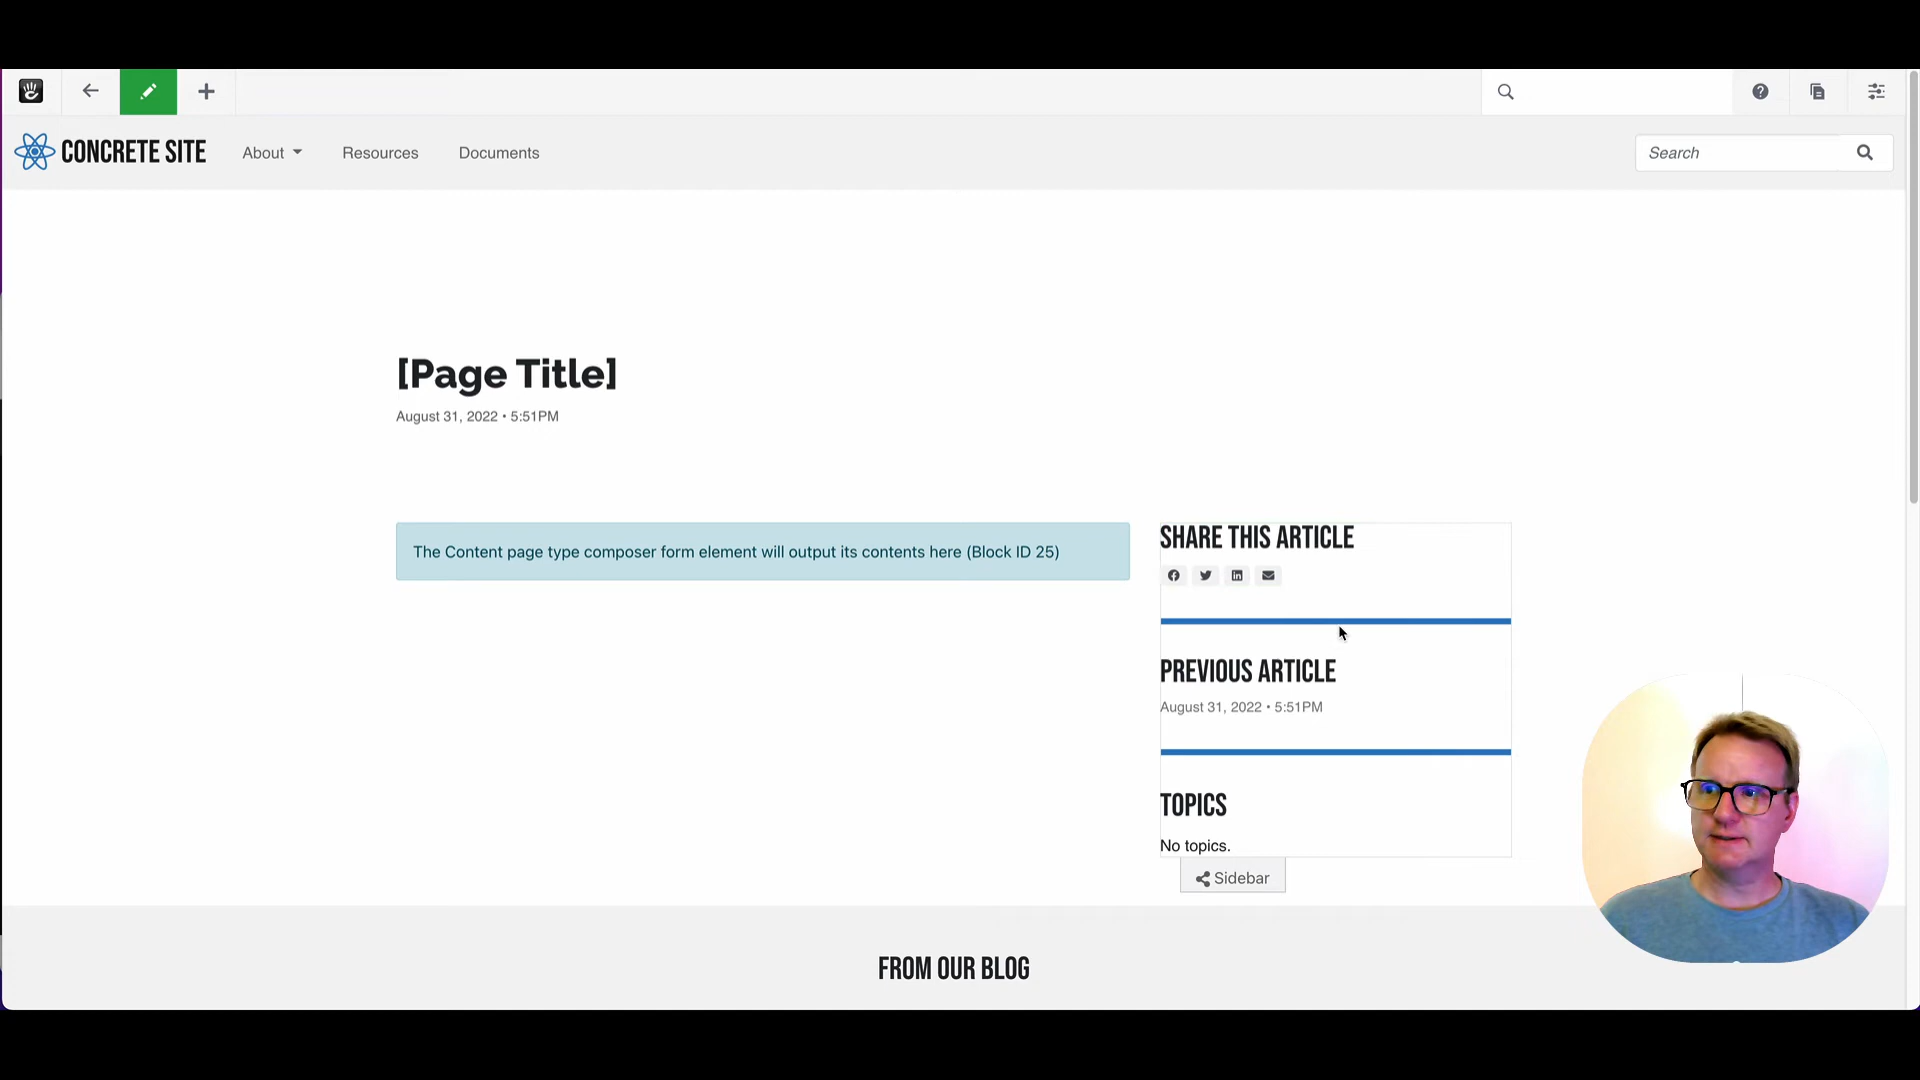 CONCRETE SITE
About
Resources
Documents
Search
[Page Title]
August 31, 2022 • 5:51PM
The Content page type composer form element will output its contents here (Block ID 25)
SHARE THIS ARTICLE
PREVIOUS ARTICLE
August 31, 2022 • 5:51PM
TOPICS
No topics.
Sidebar
FROM OUR BLOG